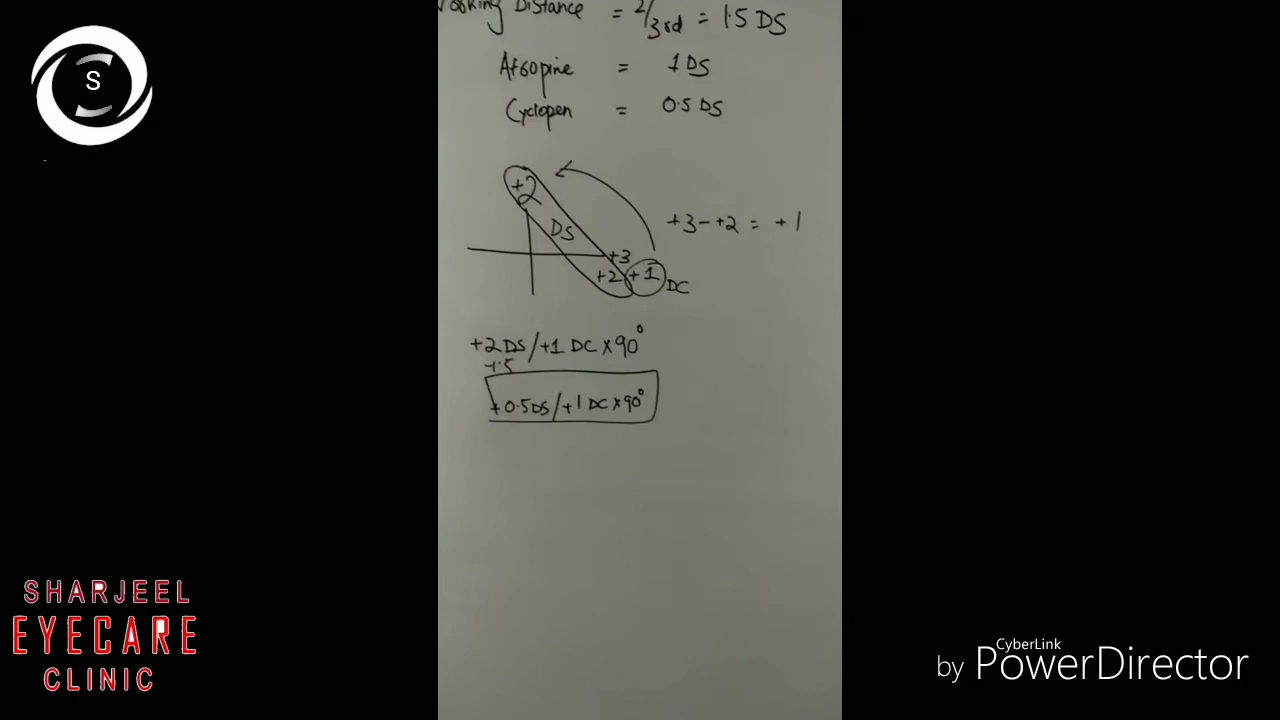 Working Distance = 2/3rd = 1.5 DS
Atropine = 1 DS
Cyclopen = 0.5 DS
+2
DS
+3
+2 +1 DC
+3 - +2 = +1
+2 DS / +1 DC x 90°
-1.5
+0.5 DS / +1 DC x 90°
S
SHARJEEL
EYECARE
CLINIC
CyberLink
by PowerDirector